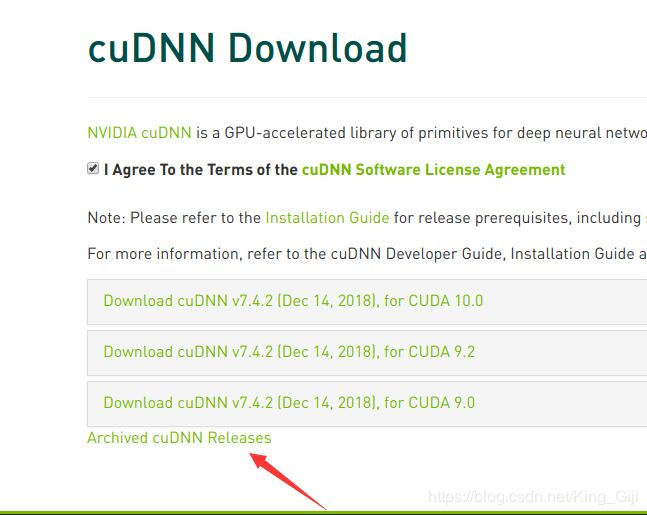 cuDNN Download
NVIDIA cuDNN is a GPU-accelerated library of primitives for deep neural netwo
I Agree To the Terms of the cuDNN Software License Agreement
Note: Please refer to the Installation Guide for release prerequisites, including
For more information, refer to the cuDNN Developer Guide, Installation Guide a
Download cuDNN v7.4.2 (Dec 14, 2018), for CUDA 10.0
Download cuDNN v7.4.2 (Dec 14, 2018), for CUDA 9.2
Download cuDNN v7.4.2 (Dec 14, 2018), for CUDA 9.0
Archived cuDNN Releases
https://blog.csdn.net/King_Giji